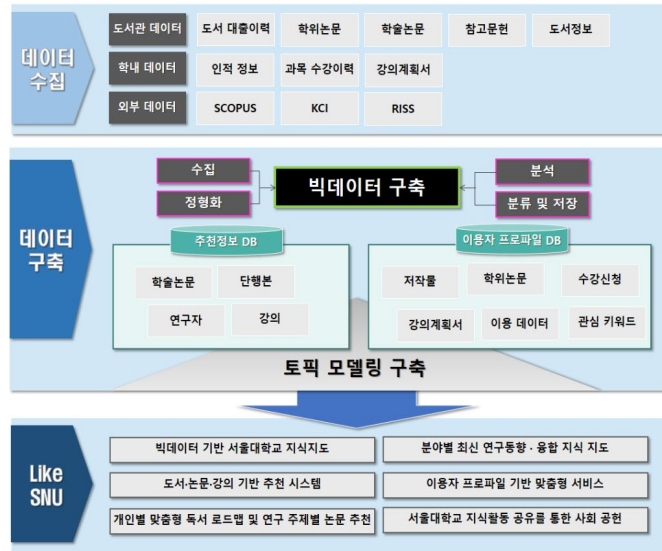 데이터
수집
도서관 데이터 도서 대출이력 학위논문 학술논문 참고문헌 도서정보
학내 데이터 인적 정보 과목 수강이력 강의계획서
외부 데이터 SCOPUS KCI RISS
데이터
구축
수집
정형화
빅데이터 구축
분석
분류 및 저장
추천정보 DB
학술논문 단행본
연구자 강의
이용자 프로파일 DB
저작물 학위논문 수강신청
강의계획서 이용 데이터 관심 키워드
토픽 모델링 구축
Like
SNU
빅데이터 기반 서울대학교 지식지도
분야별 최신 연구동향 · 융합 지식 지도
도서·논문·강의 기반 추천 시스템
이용자 프로파일 기반 맞춤형 서비스
개인별 맞춤형 독서 로드맵 및 연구 주제별 논문 추천
서울대학교 지식활동 공유를 통한 사회 공헌